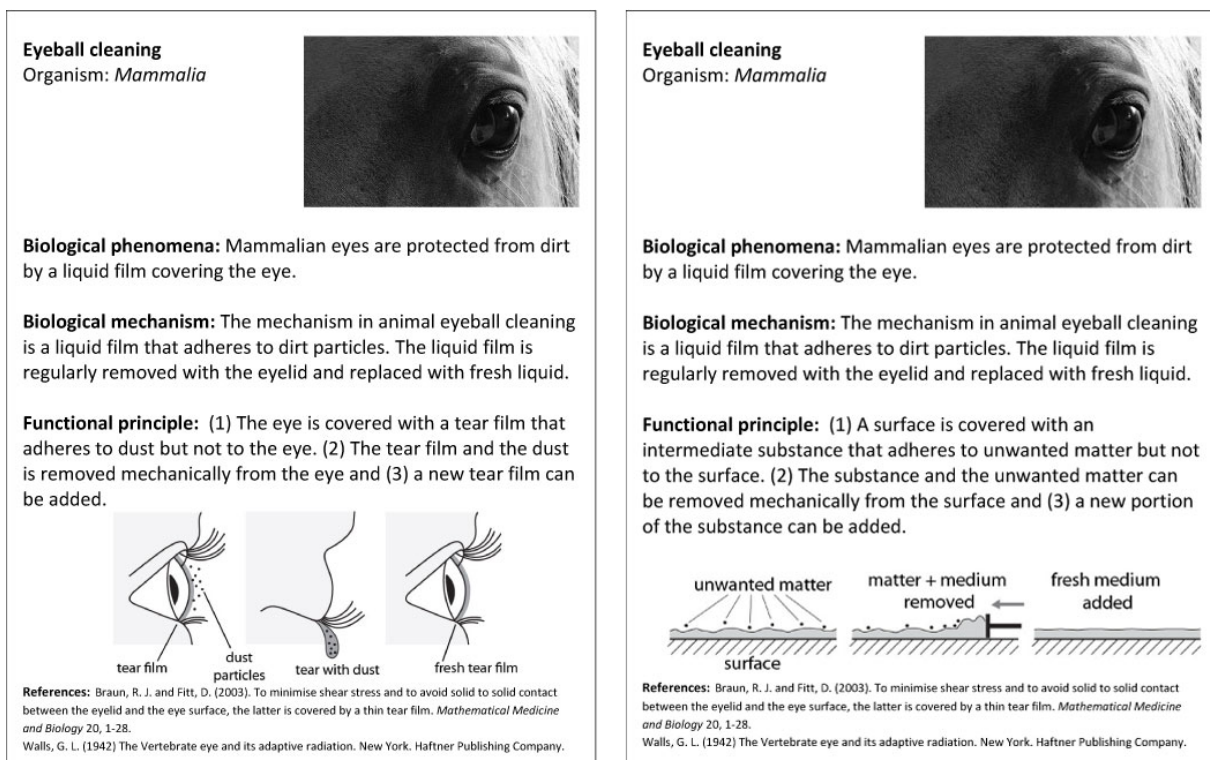 Eyeball cleaning
Organism: Mammalia
Biological phenomena: Mammalian eyes are protected from dirt
by a liquid film covering the eye.
Biological mechanism: The mechanism in animal eyeball cleaning
is a liquid film that adheres to dirt particles. The liquid film is
regularly removed with the eyelid and replaced with fresh liquid.
Functional principle: (1) The eye is covered with a tear film that
adheres to dust but not to the eye. (2) The tear film and the dust
is removed mechanically from the eye and (3) a new tear film can
be added.
tear film
dust
particles
tear with dust
fresh tear film
References: Braun, R. J. and Fitt, D. (2003). To minimise shear stress and to avoid solid to solid contact
between the eyelid and the eye surface, the latter is covered by a thin tear film. Mathematical Medicine
and Biology 20, 1-28.
Walls, G. L. (1942) The Vertebrate eye and its adaptive radiation. New York. Haftner Publishing Company.
Eyeball cleaning
Organism: Mammalia
Biological phenomena: Mammalian eyes are protected from dirt
by a liquid film covering the eye.
Biological mechanism: The mechanism in animal eyeball cleaning
is a liquid film that adheres to dirt particles. The liquid film is
regularly removed with the eyelid and replaced with fresh liquid.
Functional principle: (1) A surface is covered with an
intermediate substance that adheres to unwanted matter but not
to the surface. (2) The substance and the unwanted matter can
be removed mechanically from the surface and (3) a new portion
of the substance can be added.
unwanted matter
matter + medium
removed
fresh medium
added
surface
References: Braun, R. J. and Fitt, D. (2003). To minimise shear stress and to avoid solid to solid contact
between the eyelid and the eye surface, the latter is covered by a thin tear film. Mathematical Medicine
and Biology 20, 1-28.
Walls, G. L. (1942) The Vertebrate eye and its adaptive radiation. New York. Haftner Publishing Company.